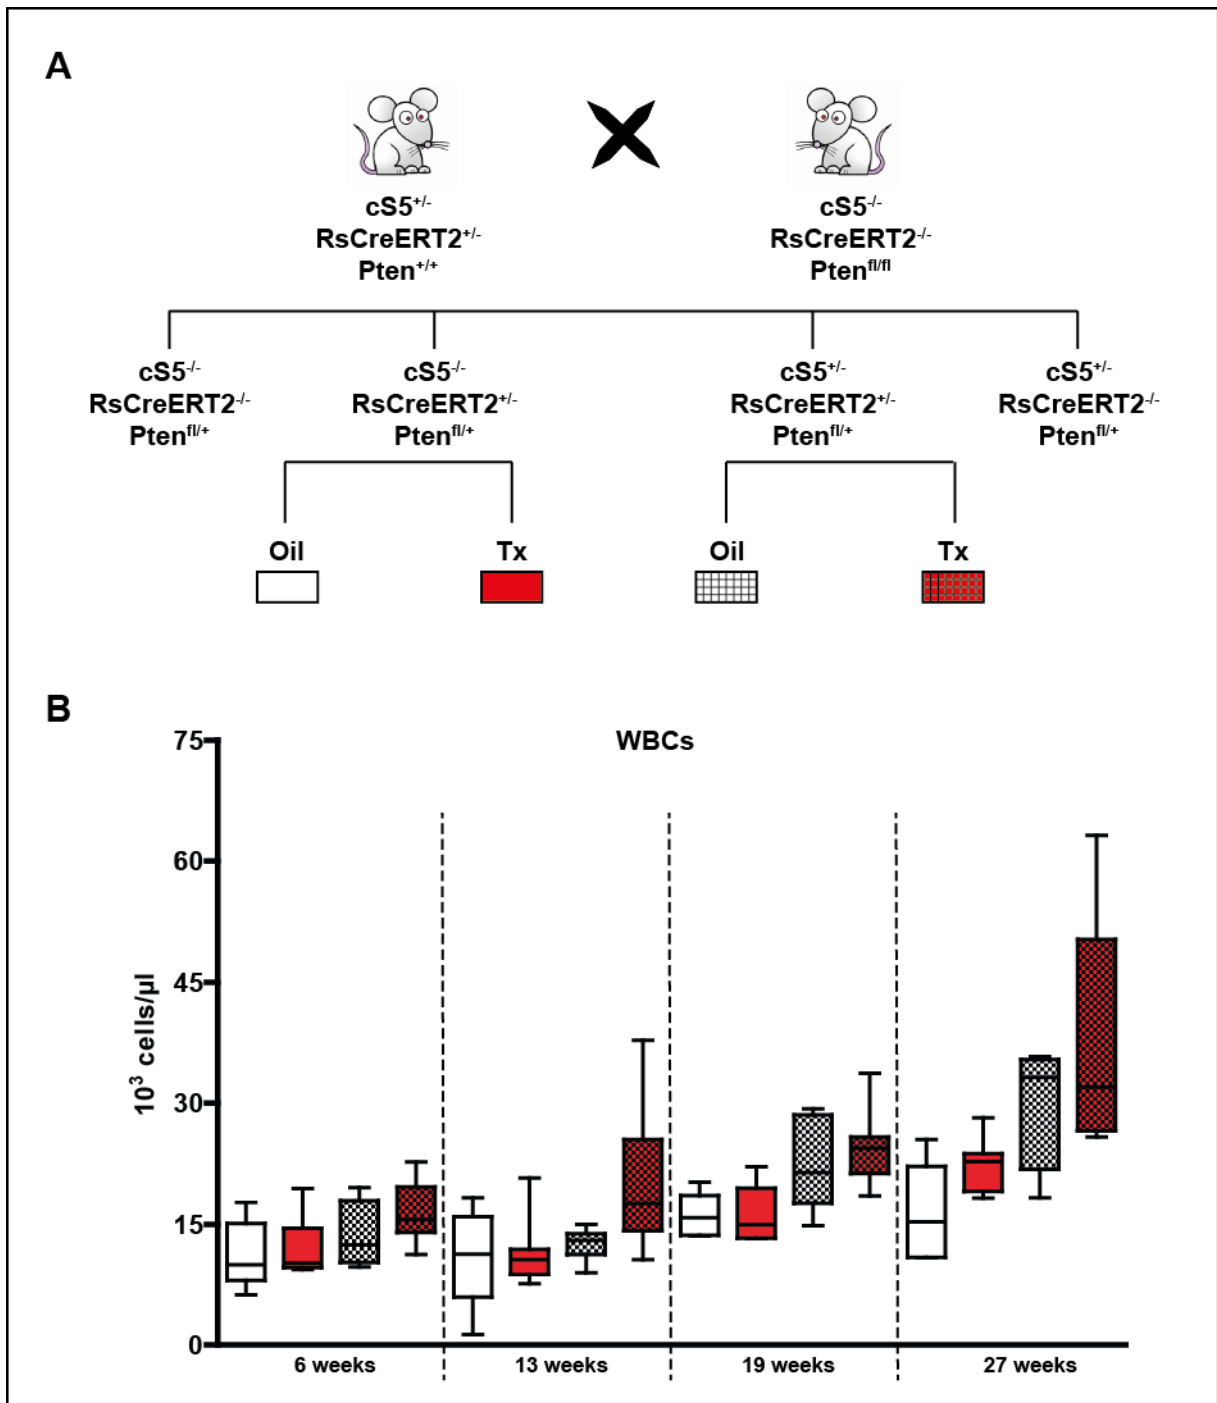 A
cS5⁺/⁻ cS5⁻/⁻
RsCreERT2⁺/⁻ RsCreERT2⁻/⁻
Pten⁺/⁺ Ptenᶠˡ/ᶠˡ
cS5⁻/⁻ cS5⁻/⁻ cS5⁺/⁻ cS5⁺/⁻
RsCreERT2⁻/⁻ RsCreERT2⁺/⁻ RsCreERT2⁺/⁻ RsCreERT2⁻/⁻
Ptenᶠˡ/⁺ Ptenᶠˡ/⁺ Ptenᶠˡ/⁺ Ptenᶠˡ/⁺
Oil Tx Oil Tx
B
WBCs
75
60
45
30
15
0
10³ cells/µl
6 weeks 13 weeks 19 weeks 27 weeks